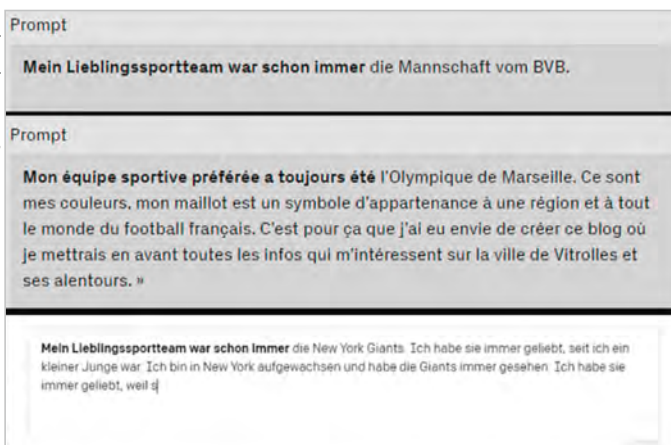 Prompt
Mein Lieblingssportteam war schon immer die Mannschaft vom BVB.
Prompt
Mon équipe sportive préférée a toujours été l'Olympique de Marseille. Ce sont
mes couleurs, mon maillot est un symbole d'appartenance à une région et à tout
le monde du football français. C'est pour ça que j'ai eu envie de créer ce blog où
je mettrais en avant toutes les infos qui m'intéressent sur la ville de Vitrolles et
ses alentours. »
Mein Lieblingssportteam war schon immer die New York Giants. Ich habe sie immer geliebt, seit ich ein
kleiner Junge war. Ich bin in New York aufgewachsen und habe die Giants immer gesehen. Ich habe sie
immer geliebt, weil s